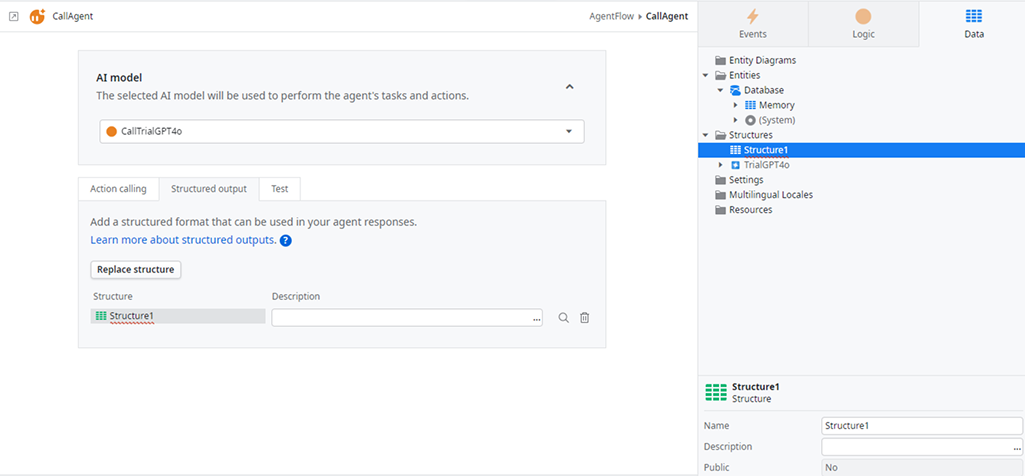 CallAgent
AgentFlow ▸ CallAgent
AI model
The selected AI model will be used to perform the agent's tasks and actions.
CallTrialGPT4o
Action calling
Structured output
Test
Add a structured format that can be used in your agent responses.
Learn more about structured outputs. ?
Replace structure
Structure
Description
Structure1
...
Events
Logic
Data
Entity Diagrams
Entities
Database
Memory
(System)
Structures
Structure1
TrialGPT4o
Settings
Multilingual Locales
Resources
Structure1
Structure
Name
Structure1
Description
...
Public
No